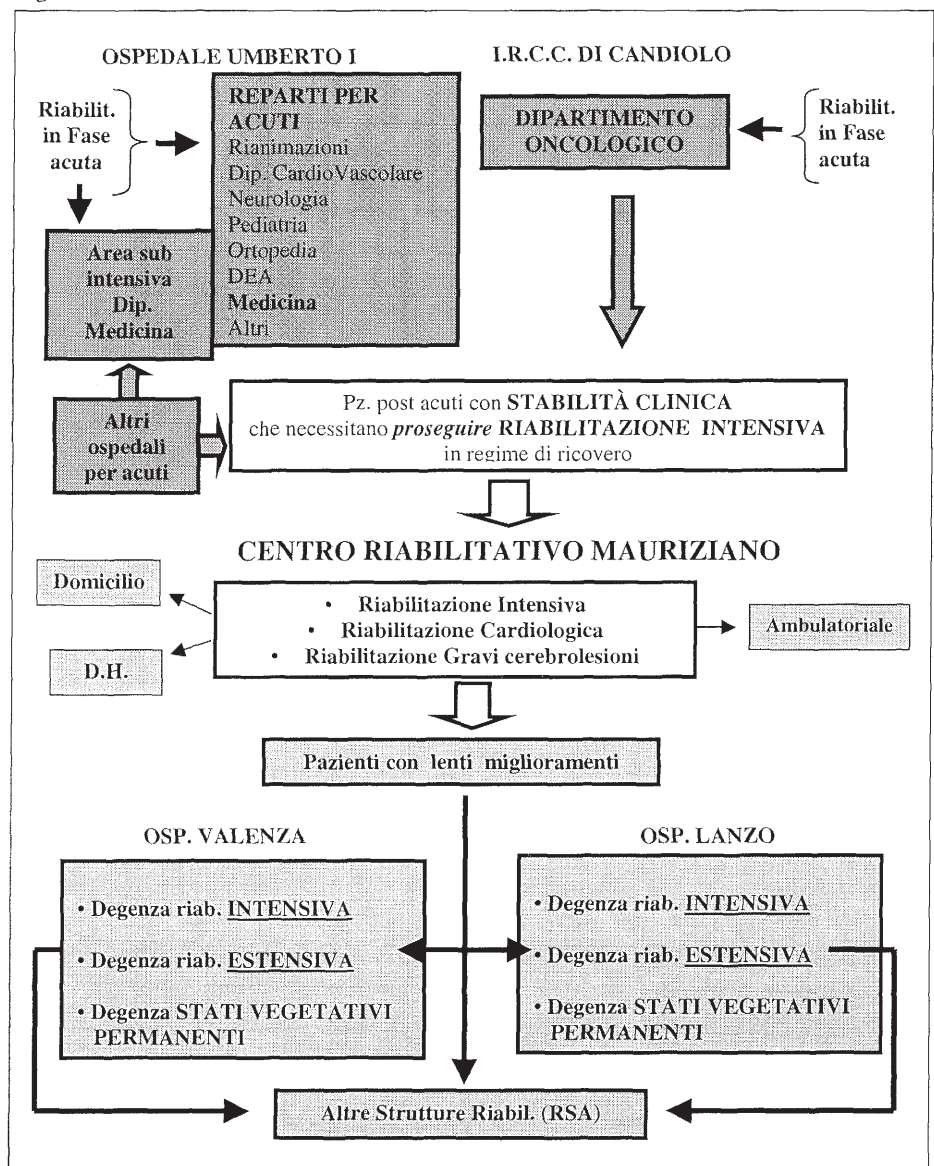 OSPEDALE UMBERTO I
I.R.C.C. DI CANDIOLO
Riabilit.
in Fase
acuta
REPARTI PER
ACUTI
Rianimazioni
Dip. CardioVascolare
Neurologia
Pediatria
Ortopedia
DEA
Medicina
Altri
DIPARTIMENTO
ONCOLOGICO
Riabilit.
in Fase
acuta
Area sub
intensiva
Dip.
Medicina
Altri
ospedali
per acuti
Pz. post acuti con STABILITÀ CLINICA
che necessitano proseguire RIABILITAZIONE INTENSIVA
in regime di ricovero
CENTRO RIABILITATIVO MAURIZIANO
Domicilio
D.H.
• Riabilitazione Intensiva
• Riabilitazione Cardiologica
• Riabilitazione Gravi cerebrolesioni
Ambulatoriale
Pazienti con lenti miglioramenti
OSP. VALENZA
• Degenza riab. INTENSIVA
• Degenza riab. ESTENSIVA
• Degenza STATI VEGETATIVI
PERMANENTI
OSP. LANZO
• Degenza riab. INTENSIVA
• Degenza riab. ESTENSIVA
• Degenza STATI VEGETATIVI
PERMANENTI
Altre Strutture Riabil. (RSA)